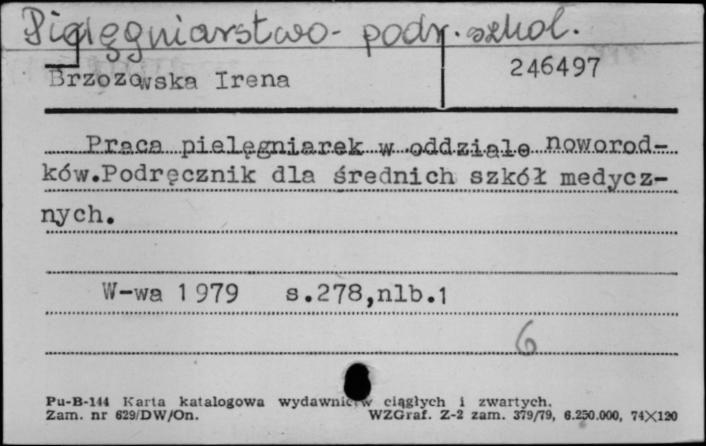 Pielęgniarstwo - podr. szkol.
Brzozowska Irena
246497
Praca pielęgniarek w oddziale noworod-
ków.Podręcznik dla średnich szkół medycz-
nych.
W-wa 1979 s.278,nlb.1
6
Pu-B-144 Karta katalogowa wydawnictw ciągłych i zwartych.
Zam. nr 629/DW/On. WZGraf. Z-2 zam. 379/79, 6.250.000, 74X120